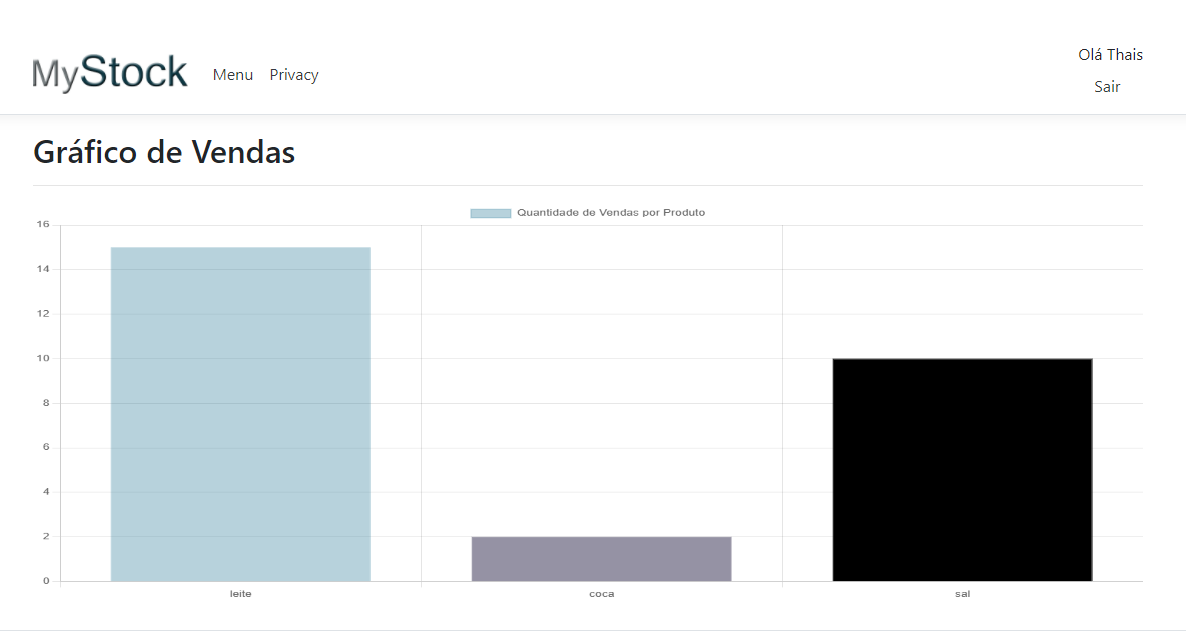 MyStock Menu Privacy
Olá Thais
Sair
Gráfico de Vendas
Quantidade de Vendas por Produto
16
14
12
10
8
6
4
2
0
leite coca sal